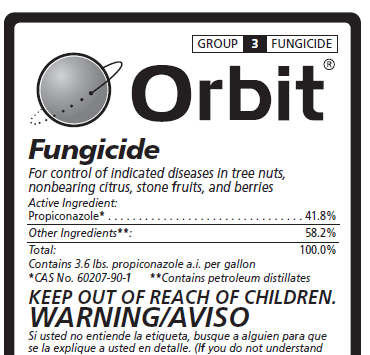 GROUP 3 FUNGICIDE
Orbit®
Fungicide
For control of indicated diseases in tree nuts,
nonbearing citrus, stone fruits, and berries
Active Ingredient:
Propiconazole* . . . . . . . . . . . . . . . . . . . . . . . . . . . . . . . . 41.8%
Other Ingredients**: 58.2%
Total: 100.0%
Contains 3.6 lbs. propiconazole a.i. per gallon
*CAS No. 60207-90-1 **Contains petroleum distillates
KEEP OUT OF REACH OF CHILDREN.
WARNING/AVISO
Si usted no entiende la etiqueta, busque a alguien para que
se la explique a usted en detalle. (If you do not understand